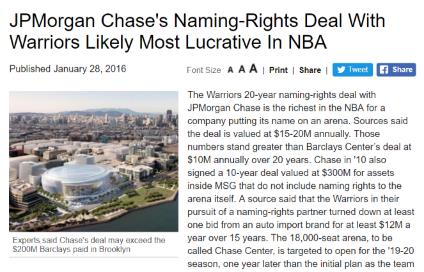 JPMorgan Chase's Naming-Rights Deal With
Warriors Likely Most Lucrative In NBA
Published January 28, 2016
Font Size A A A | Print | Share | Tweet Share
The Warriors 20-year naming-rights deal with
JPMorgan Chase is the richest in the NBA for a
company putting its name on an arena. Sources said
the deal is valued at $15-20M annually. Those
numbers stand greater than Barclays Center's deal at
$10M annually over 20 years. Chase in '10 also
signed a 10-year deal valued at $300M for assets
inside MSG that do not include naming rights to the
arena itself. A source said that the Warriors in their
pursuit of a naming-rights partner turned down at least
one bid from an auto import brand for at least $12M a
year over 15 years. The 18,000-seat arena, to be
called Chase Center, is targeted to open for the '19-20
season, one year later than the initial plan as the team
Experts said Chase's deal may exceed the
$200M Barclays paid in Brooklyn